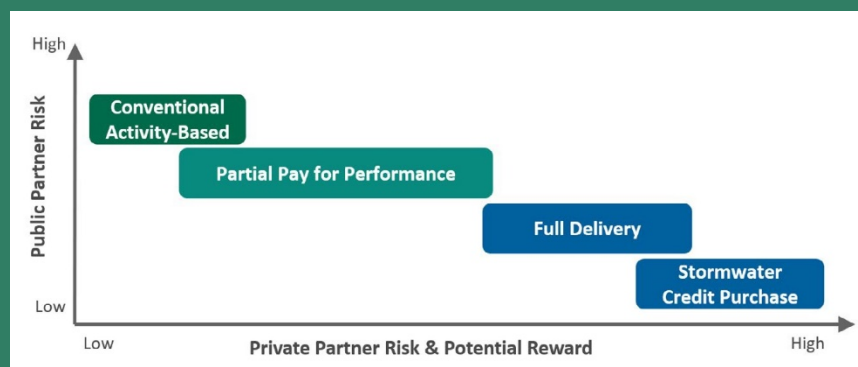 High
Conventional
Activity-Based
Partial Pay for Performance
Full Delivery
Stormwater
Credit Purchase
Public Partner Risk
Low
Low
Private Partner Risk & Potential Reward
High